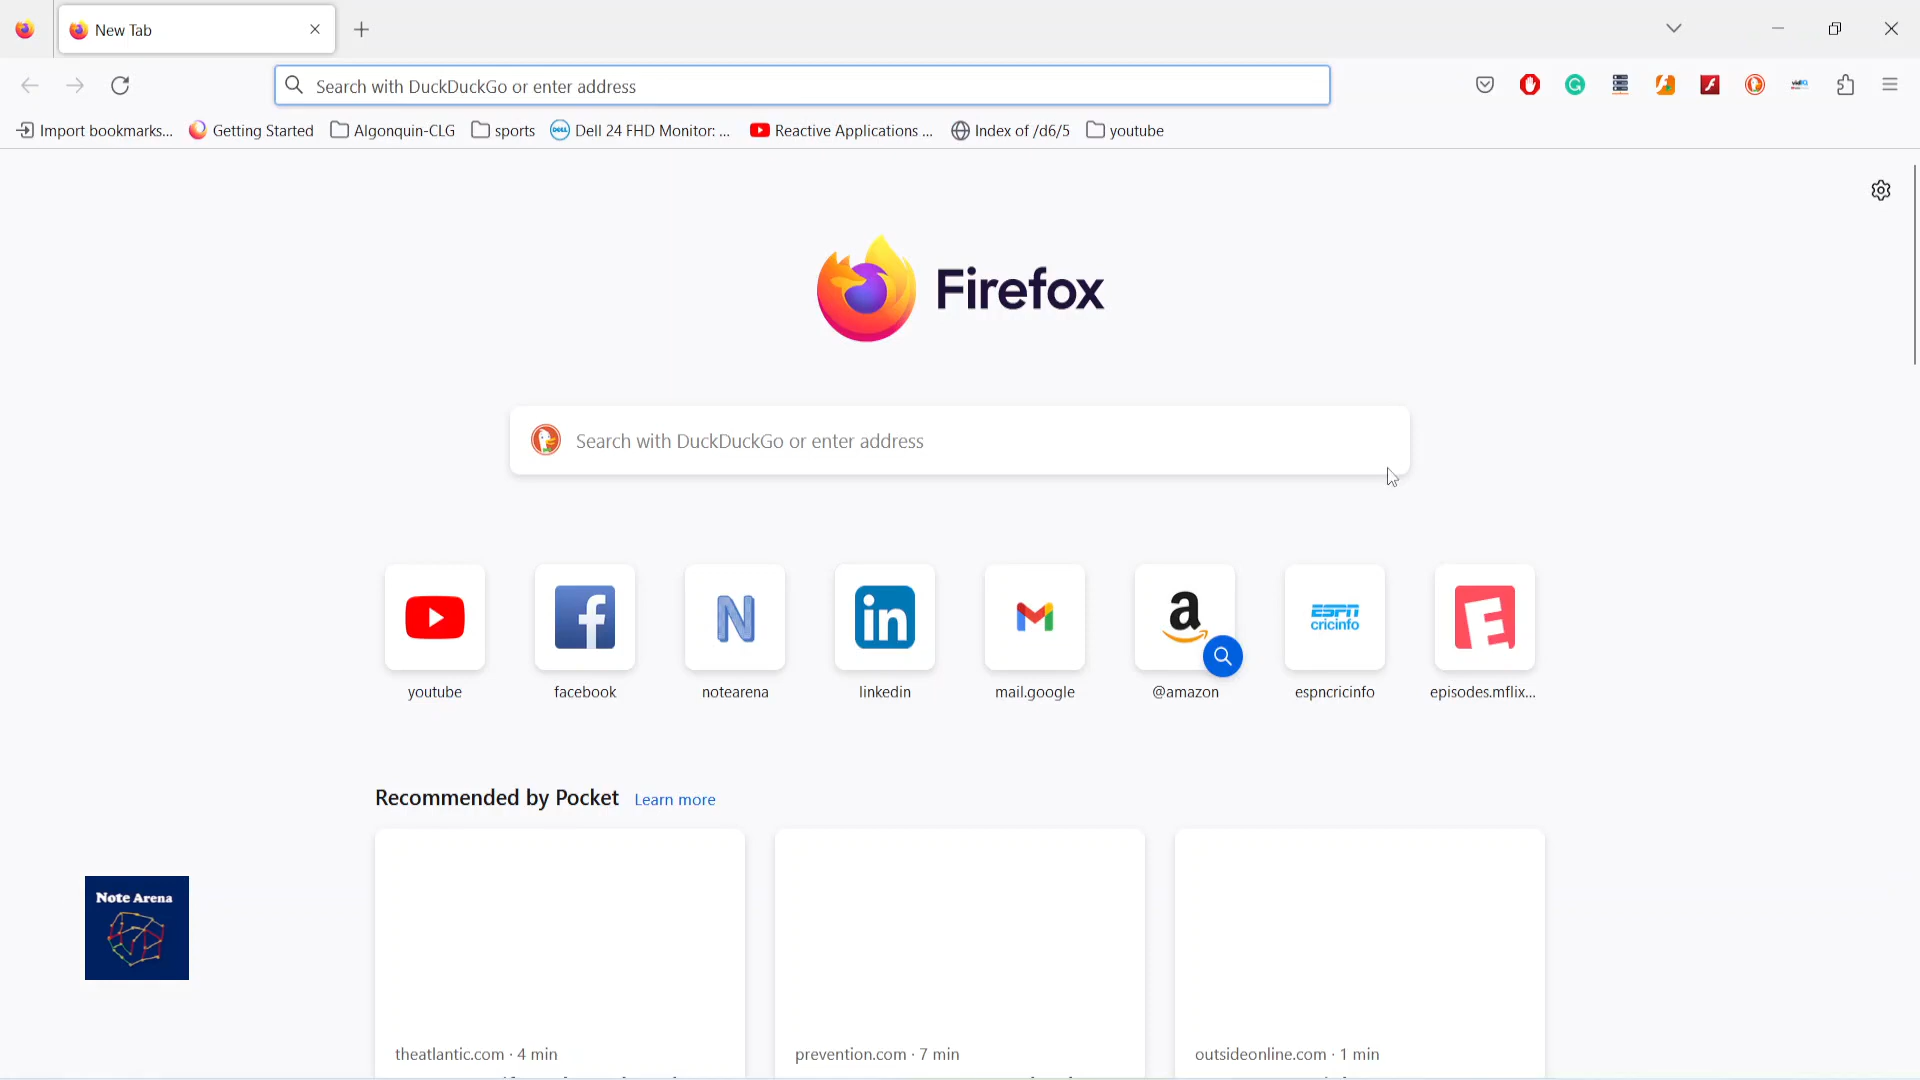 New Tab
Search with DuckDuckGo or enter address
Import bookmarks... Getting Started Algonquin-CLG sports Dell 24 FHD Monitor: ... Reactive Applications ... Index of /d6/5 youtube
Firefox
Search with DuckDuckGo or enter address
ESPN
cricinfo
youtube facebook notearena linkedin mail.google @amazon espncricinfo episodes.mflix...
Recommended by Pocket Learn more
Note Arena
theatlantic.com · 4 min prevention.com · 7 min outsideonline.com · 1 min